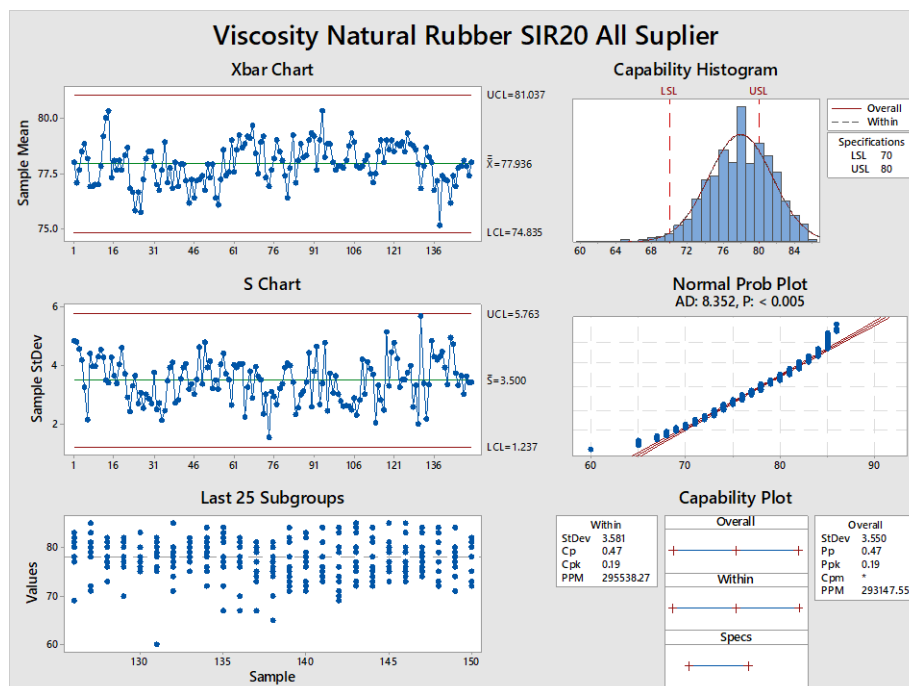 Viscosity Natural Rubber SIR20 All Suplier
Xbar Chart
Sample Mean
80.0
77.5
75.0
1 16 31 46 61 76 91 106 121 136
UCL=81.037
X̿=77.936
LCL=74.835
Capability Histogram
LSL USL
60 64 68 72 76 80 84
Overall
Within
Specifications
LSL 70
USL 80
S Chart
Sample StDev
6
4
2
1 16 31 46 61 76 91 106 121 136
UCL=5.763
S̅=3.500
LCL=1.237
Normal Prob Plot
AD: 8.352, P: < 0.005
60 70 80 90
Last 25 Subgroups
Values
80
70
60
130 135 140 145 150
Sample
Capability Plot
Within
StDev 3.581
Cp 0.47
Cpk 0.19
PPM 295538.27
Overall
Within
Specs
Overall
StDev 3.550
Pp 0.47
Ppk 0.19
Cpm *
PPM 293147.55